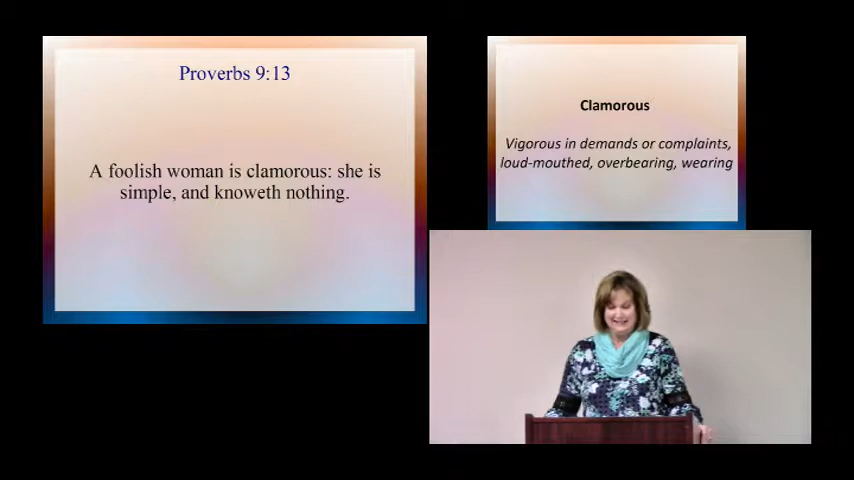 Proverbs 9:13
A foolish woman is clamorous: she is
simple, and knoweth nothing.
Clamorous
Vigorous in demands or complaints,
loud-mouthed, overbearing, wearing